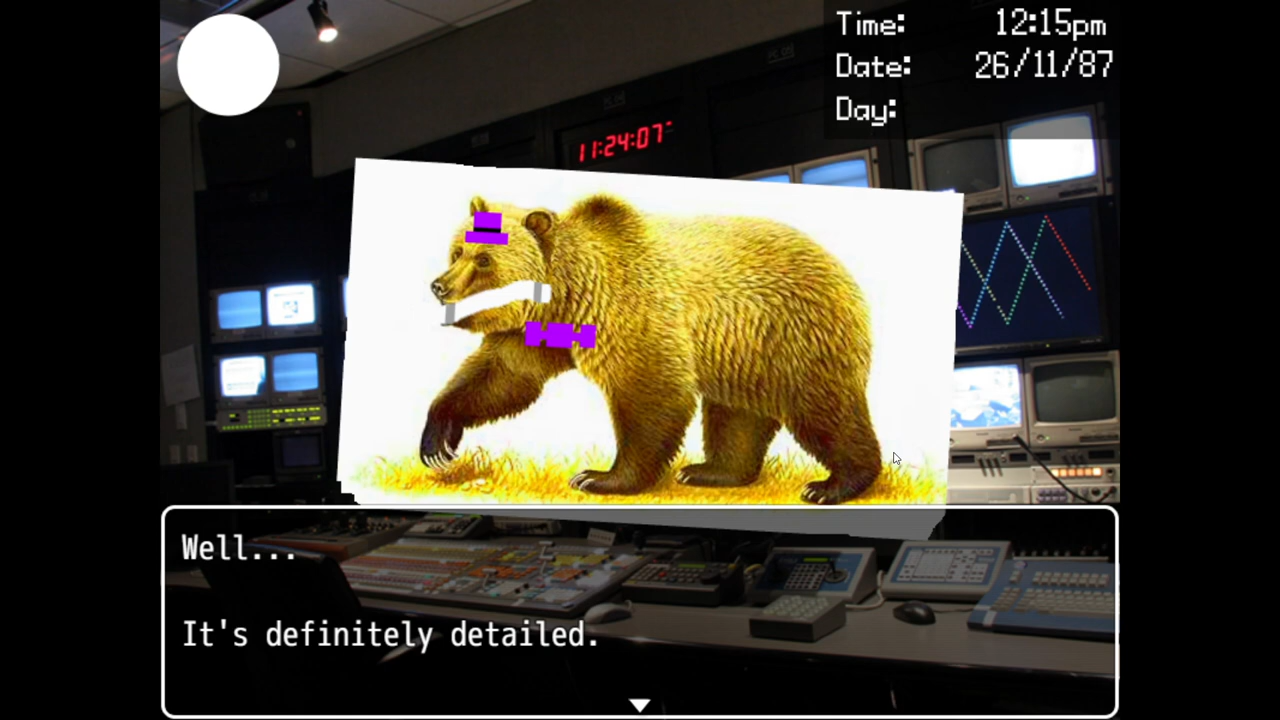 Time: 12:15pm
Date: 26/11/87
Day:
11:24:07
Well...
It's definitely detailed.